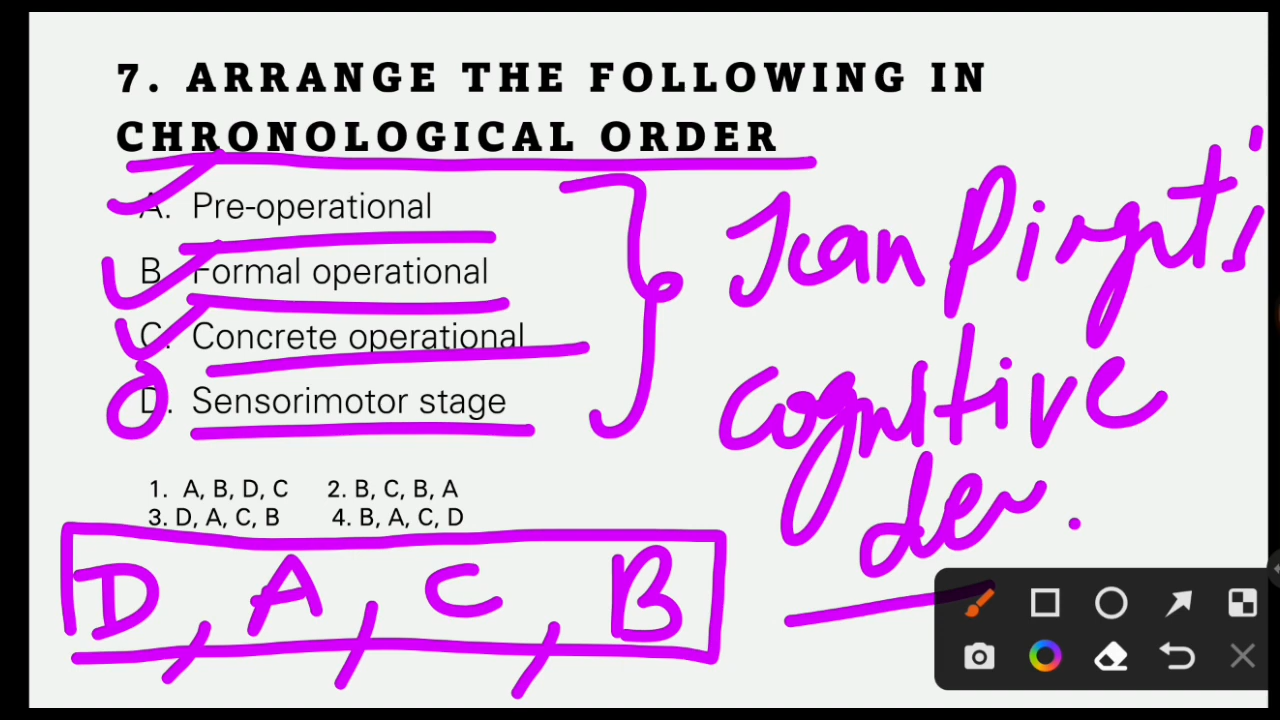 7. ARRANGE THE FOLLOWING IN
CHRONOLOGICAL ORDER
A. Pre-operational
B. Formal operational
C. Concrete operational
D. Sensorimotor stage
1. A, B, D, C 2. B, C, B, A
3. D, A, C, B 4. B, A, C, D
D, A, C, B
Jean
cognitive
dev.